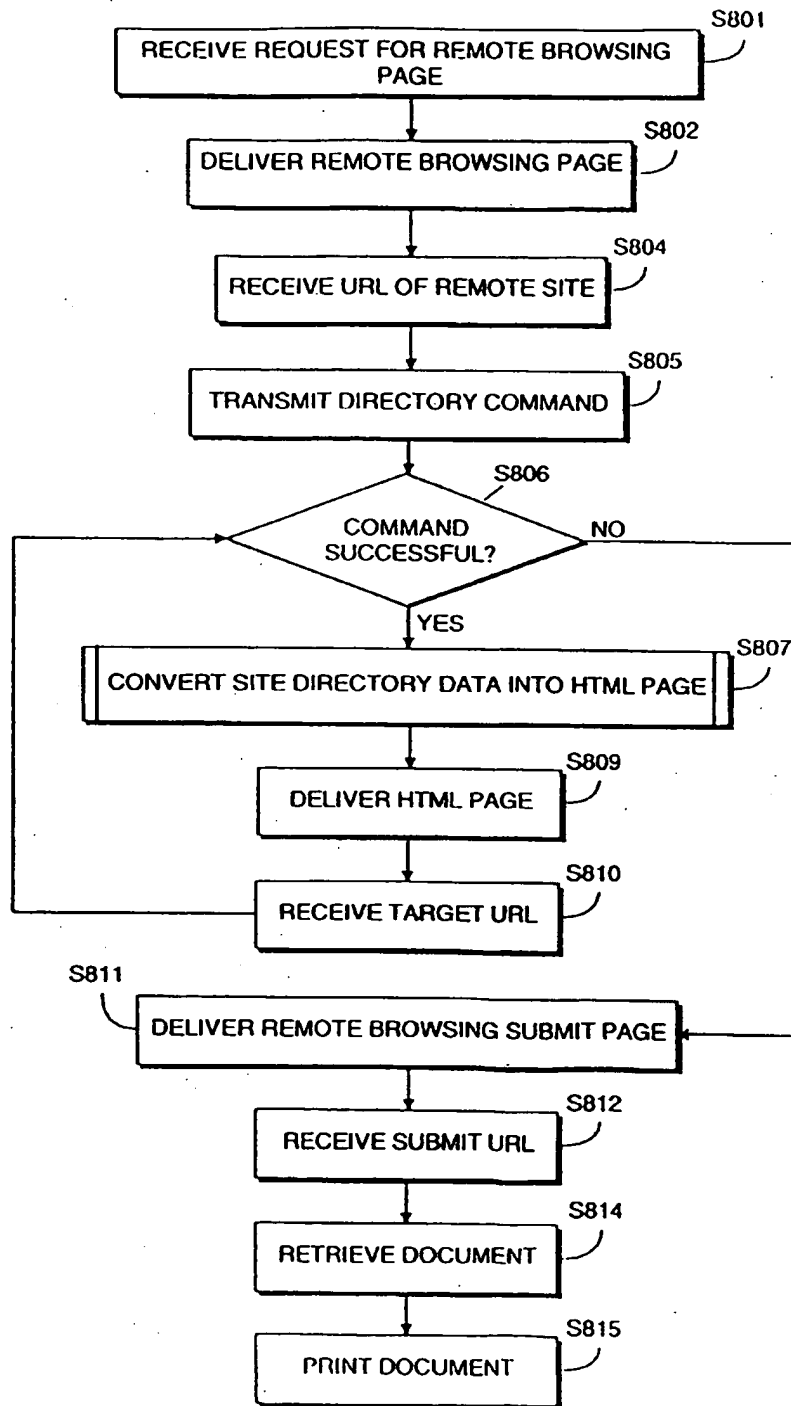 S801
RECEIVE REQUEST FOR REMOTE BROWSING
PAGE
S802
DELIVER REMOTE BROWSING PAGE
S804
RECEIVE URL OF REMOTE SITE
S805
TRANSMIT DIRECTORY COMMAND
S806
COMMAND
SUCCESSFUL?
NO
YES
S807
CONVERT SITE DIRECTORY DATA INTO HTML PAGE
S809
DELIVER HTML PAGE
S810
RECEIVE TARGET URL
S811
DELIVER REMOTE BROWSING SUBMIT PAGE
S812
RECEIVE SUBMIT URL
S814
RETRIEVE DOCUMENT
S815
PRINT DOCUMENT